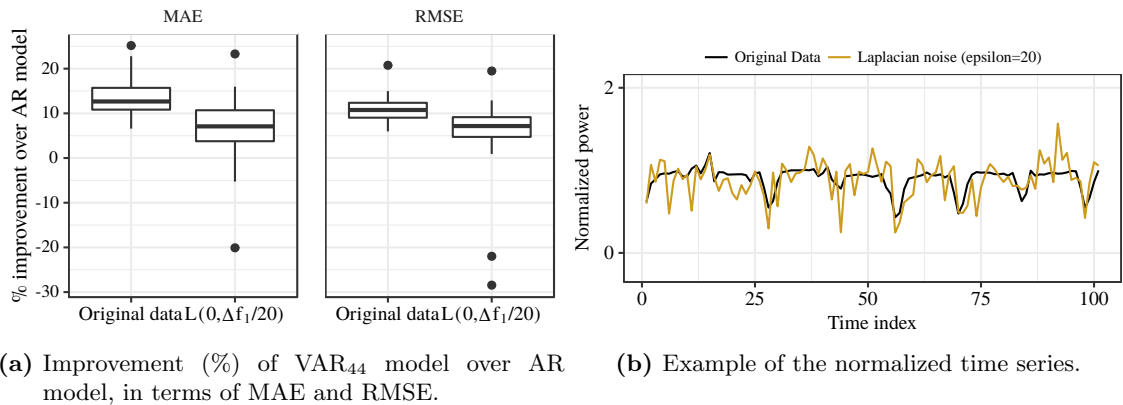 MAE
RMSE
% improvement over AR model
20
10
0
-10
-20
-30
Original data L(0,Δf₁/20)
Original data L(0,Δf₁/20)
(a) Improvement (%) of VAR₄₄ model over AR
model, in terms of MAE and RMSE.
Original Data Laplacian noise (epsilon=20)
Normalized power
2
0
0 25 50 75 100
Time index
(b) Example of the normalized time series.